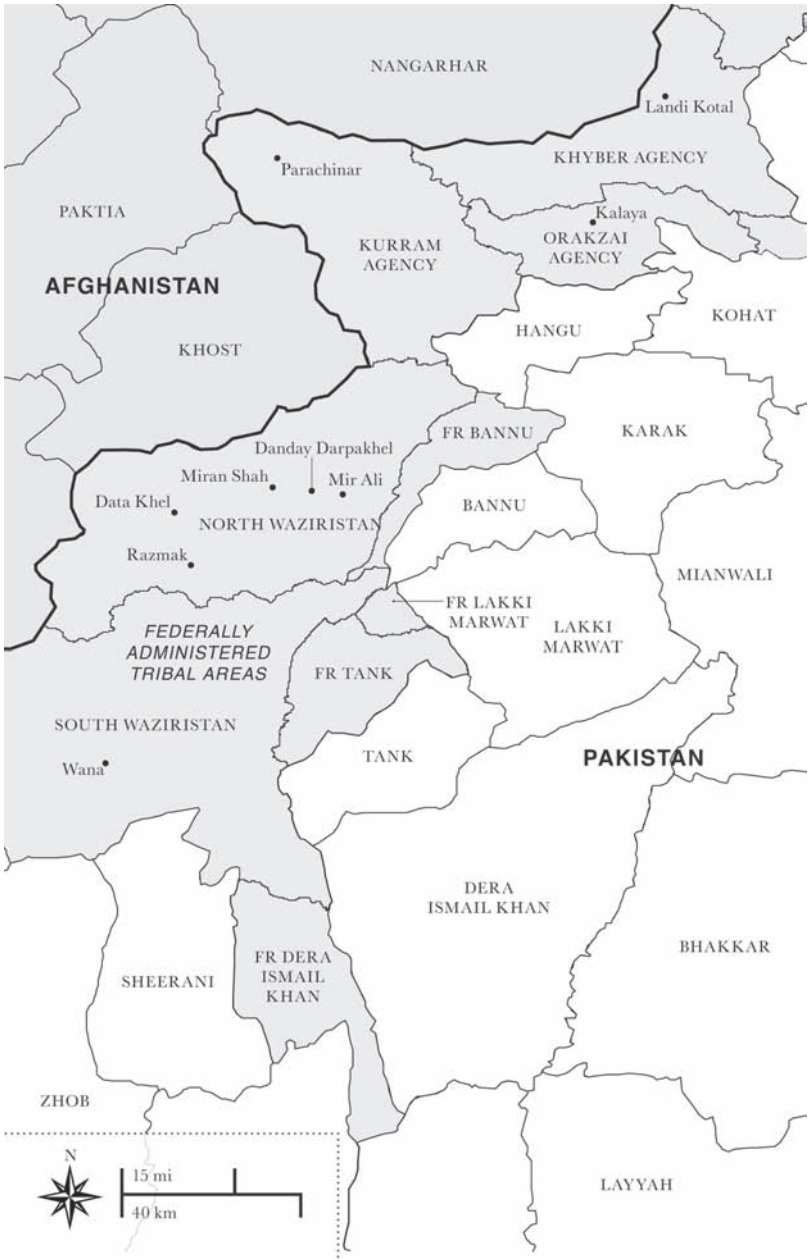 NANGARHAR
Landi Kotal
KHYBER AGENCY
Parachinar
PAKTIA
Kalaya
ORAKZAI
AGENCY
KURRAM
AGENCY
AFGHANISTAN
HANGU
KOHAT
KHOST
FR BANNU
KARAK
Danday Darpakhel
Miran Shah
Mir Ali
Data Khel
NORTH WAZIRISTAN
BANNU
Razmak
MIANWALI
FR LAKKI
MARWAT
LAKKI
MARWAT
FEDERALLY
ADMINISTERED
TRIBAL AREAS
FR TANK
SOUTH WAZIRISTAN
Wana
TANK
PAKISTAN
DERA
ISMAIL KHAN
BHAKKAR
FR DERA
ISMAIL
KHAN
SHEERANI
ZHOB
N
15 mi
40 km
LAYYAH